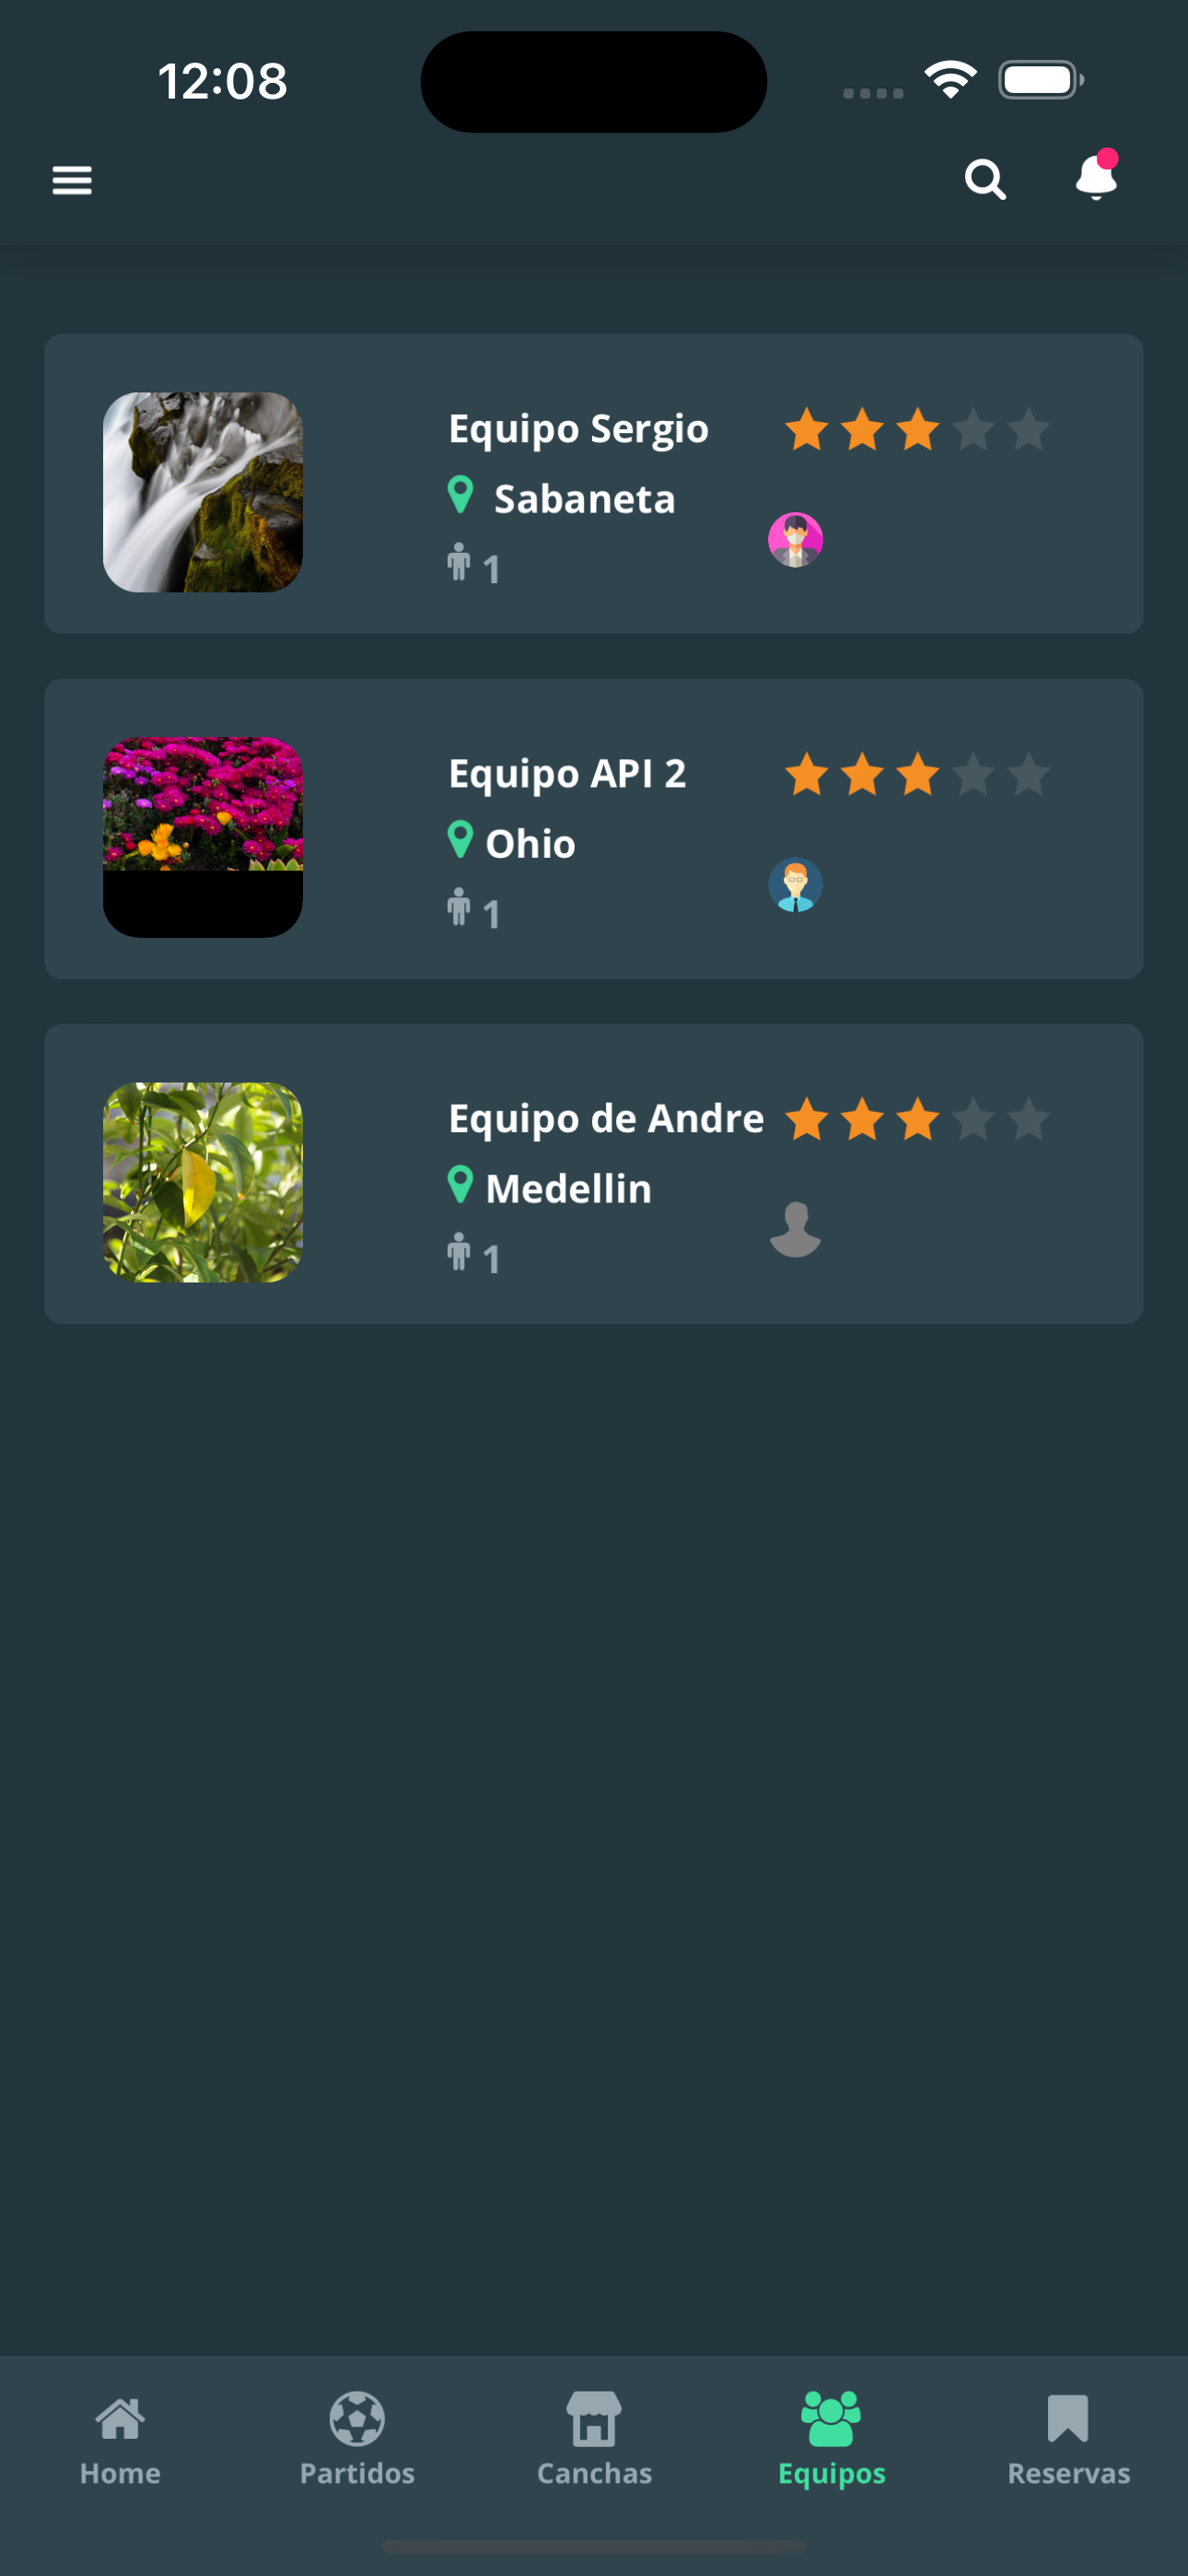 12:08
Equipo Sergio
Sabaneta
1
Equipo API 2
Ohio
1
Equipo de Andre
Medellin
1
Home
Partidos
Canchas
Equipos
Reservas